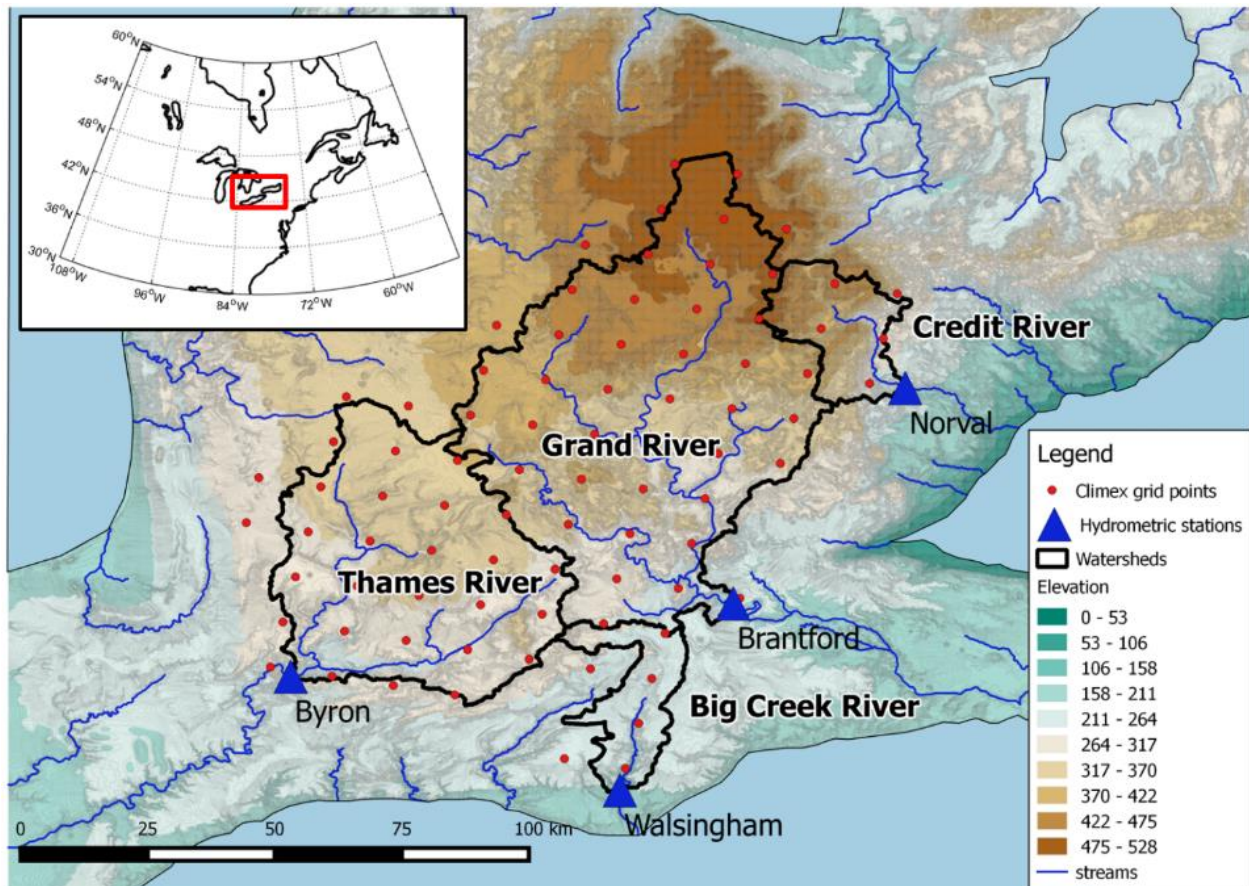 60°N
54°N
48°N
42°N
36°N
30°N
108°W
96°W
84°W
72°W
60°W
Credit River
Norval
Grand River
Thames River
Brantford
Byron
Big Creek River
Walsingham
0 25 50 75 100 km
Legend
Climex grid points
Hydrometric stations
Watersheds
Elevation
0 - 53
53 - 106
106 - 158
158 - 211
211 - 264
264 - 317
317 - 370
370 - 422
422 - 475
475 - 528
streams